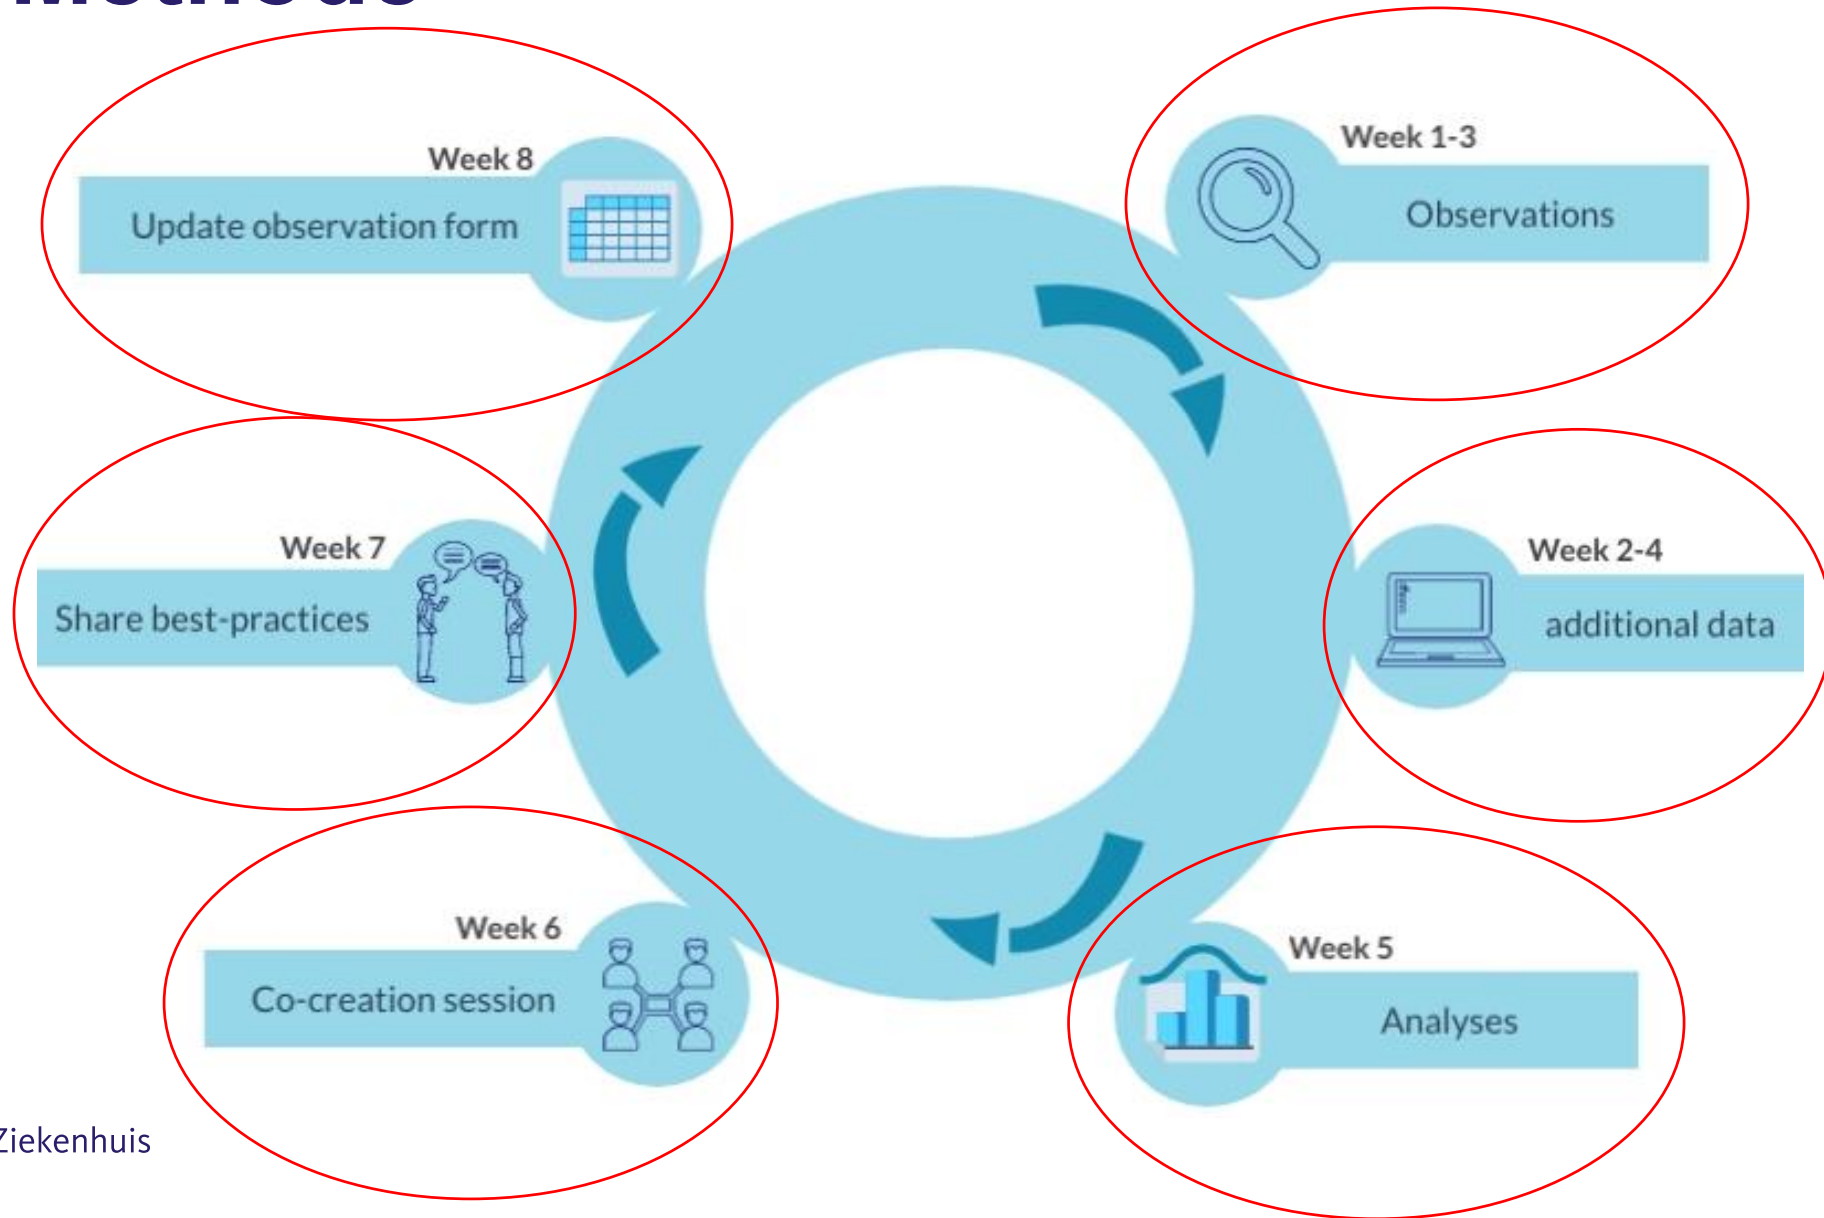 Methode
Week 1-3
Observations
Week 2-4
additional data
Week 5
Analyses
Week 6
Co-creation session
Week 7
Share best-practices
Week 8
Update observation form
Ziekenhuis